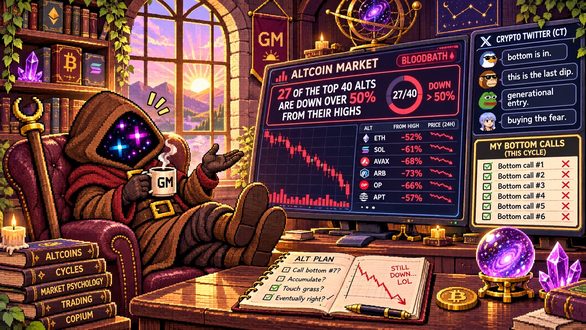 GM
ALTCOIN MARKET
BLOODBATH
27 OF THE TOP 40 ALTS
ARE DOWN OVER 50%
FROM THEIR HIGHS
27/40
DOWN
> 50%
ALT FROM HIGH PRICE (24H)
ETH -52%
SOL -61%
AVAX -68%
ARB -73%
OP -66%
APT -57%
X CRYPTO TWITTER (CT)
bottom is in.
this is the last dip.
generational
entry.
buying the fear.
MY BOTTOM CALLS
(THIS CYCLE)
Bottom call #1
Bottom call #2
Bottom call #3
Bottom call #4
Bottom call #5
Bottom call #6
GM
ALTCOINS
CYCLES
MARKET PSYCHOLOGY
TRADING
COPIUM
ALT PLAN
Call bottom #7?
Accumulate?
Touch grass?
Eventually right?
STILL
DOWN...
LOL